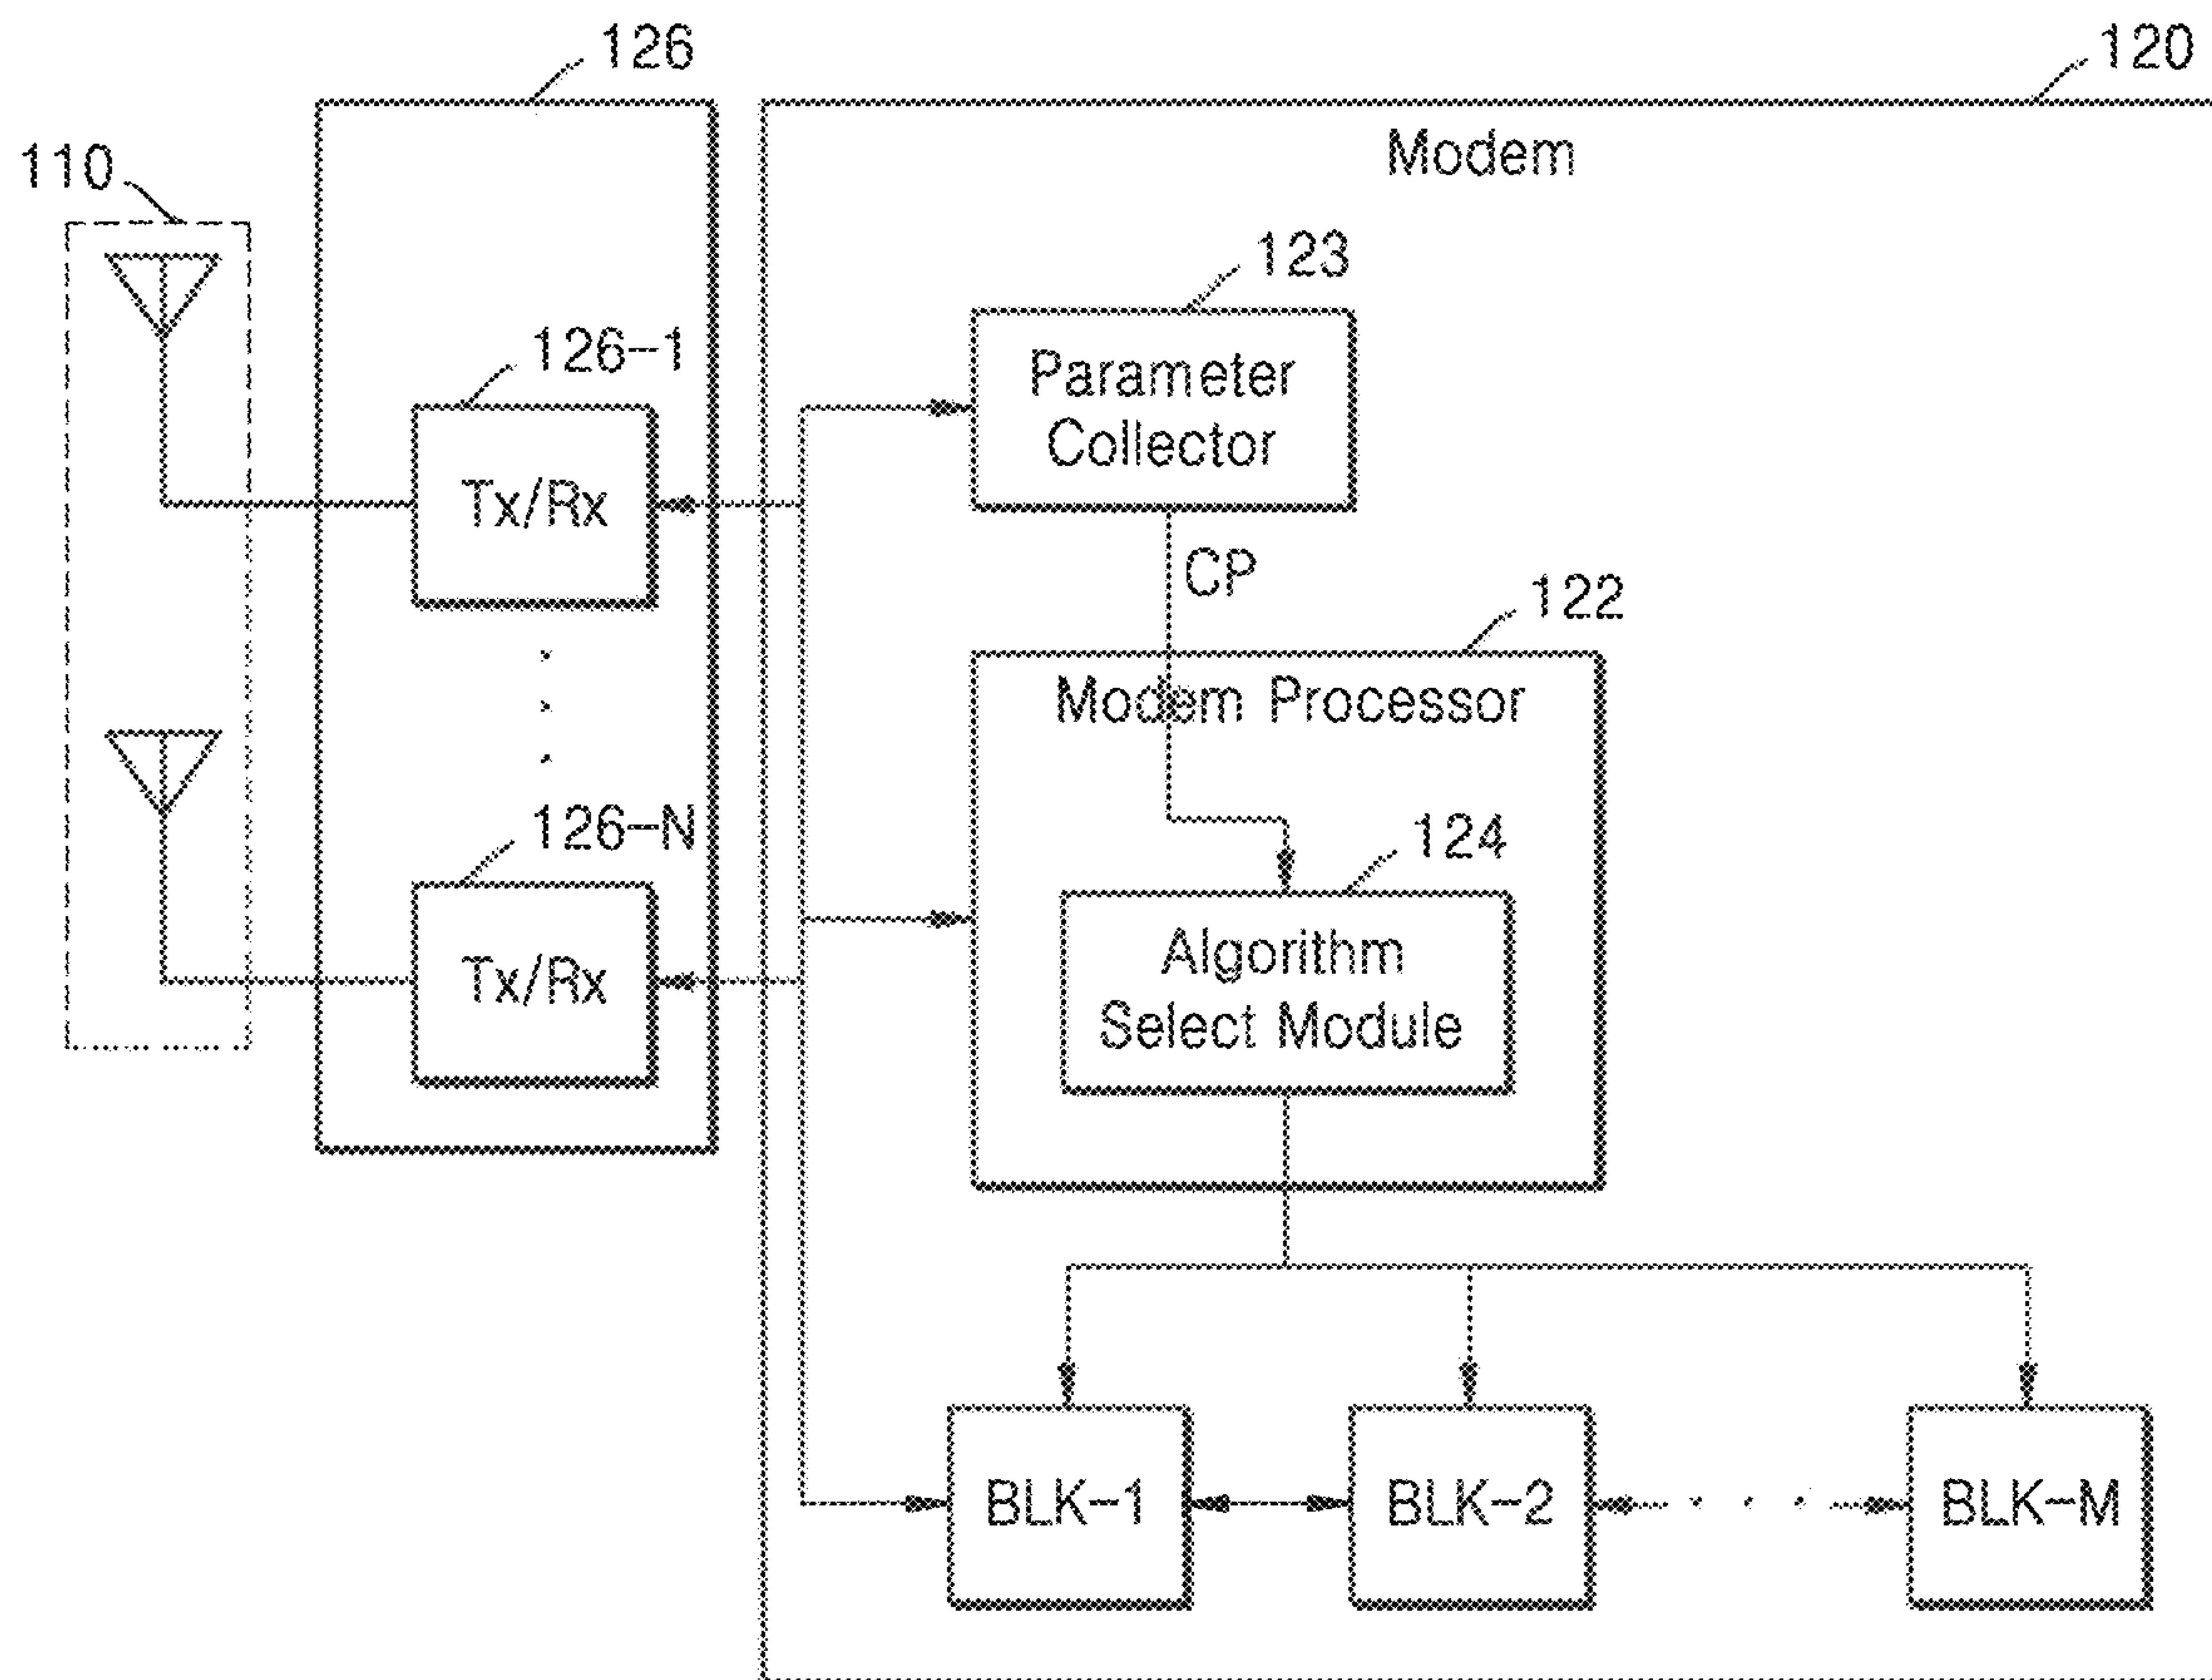 126
120
Modem
110
123
Parameter
Collector
126-1
Tx/Rx
CP
122
Modem Processor
126-N
124
Tx/Rx
Algorithm
Select Module
BLK-1
BLK-2
BLK-M